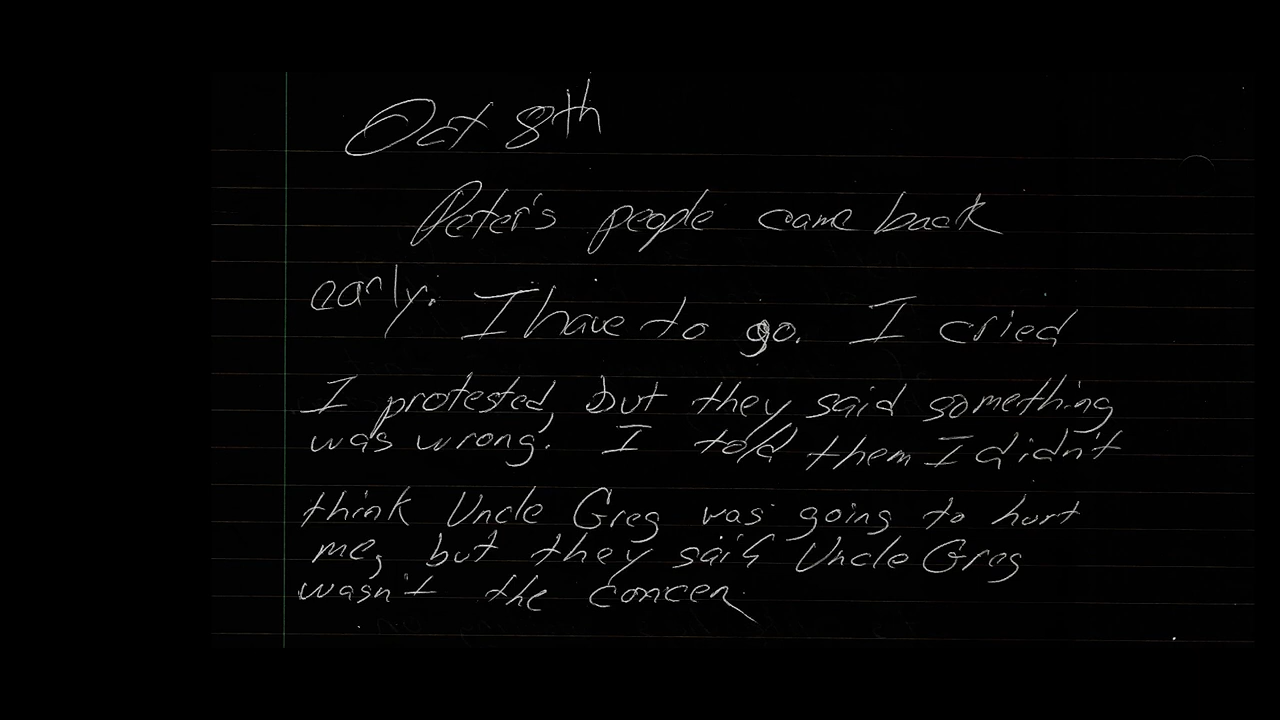 Oct 8th
Peter's people came back
early. I have to go. I cried
I protested, but they said something
was wrong. I told them I didn't
think Uncle Greg was going to hurt
me, but they said Uncle Greg
wasn't the concer